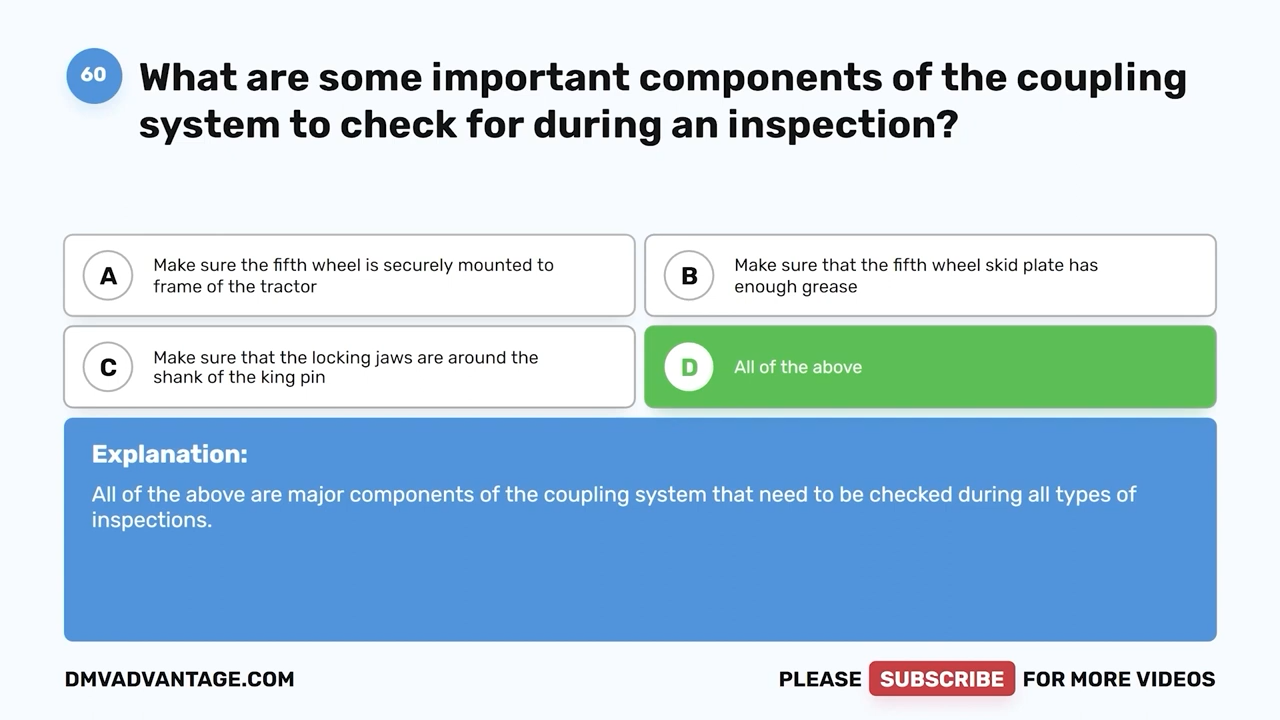 60
What are some important components of the coupling
system to check for during an inspection?
A
Make sure the fifth wheel is securely mounted to
frame of the tractor
B
Make sure that the fifth wheel skid plate has
enough grease
C
Make sure that the locking jaws are around the
shank of the king pin
D
All of the above
Explanation:
All of the above are major components of the coupling system that need to be checked during all types of
inspections.
DMVADVANTAGE.COM
PLEASE SUBSCRIBE FOR MORE VIDEOS